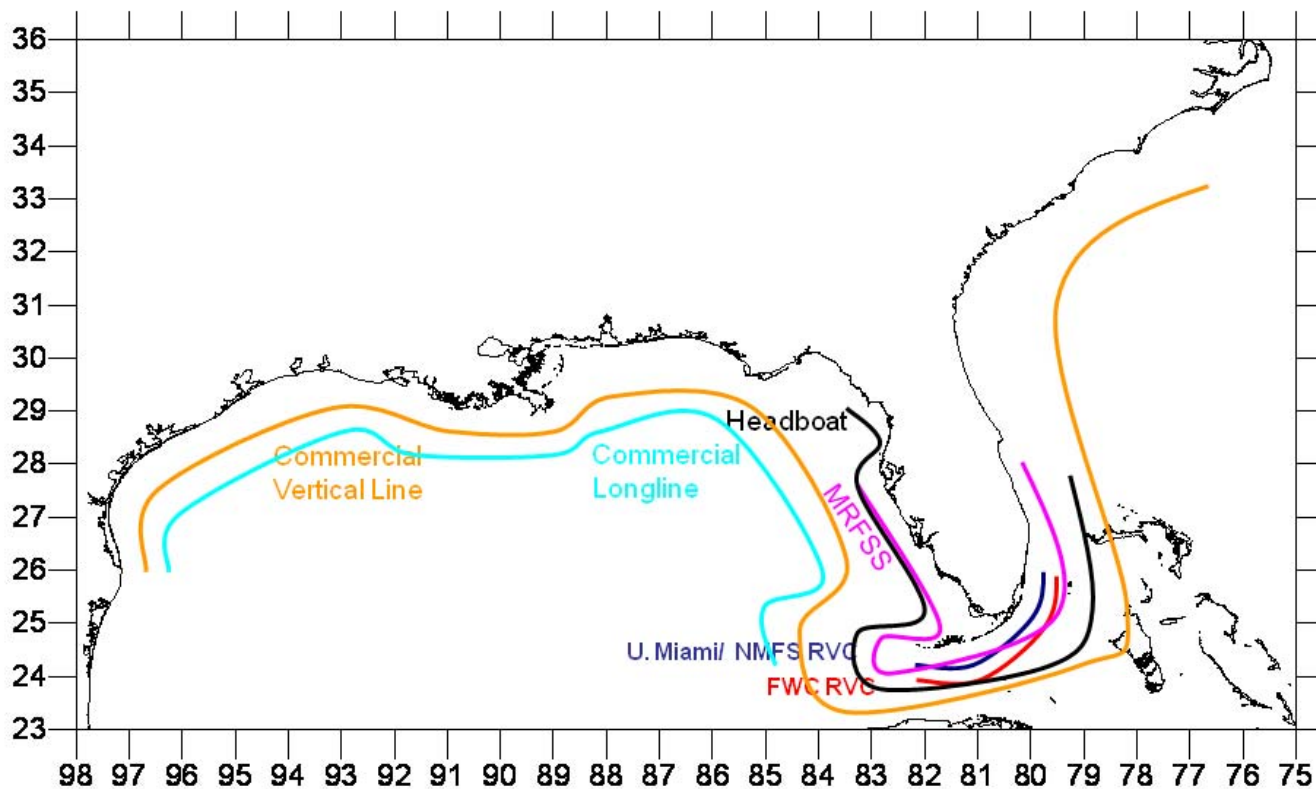 36
35
34
33
32
31
30
29
28
27
26
25
24
23
Headboat
Commercial
Vertical Line
Commercial
Longline
MRFSS
U. Miami/ NMFS RVC
FWC RVC
98 97 96 95 94 93 92 91 90 89 88 87 86 85 84 83 82 81 80 79 78 77 76 75